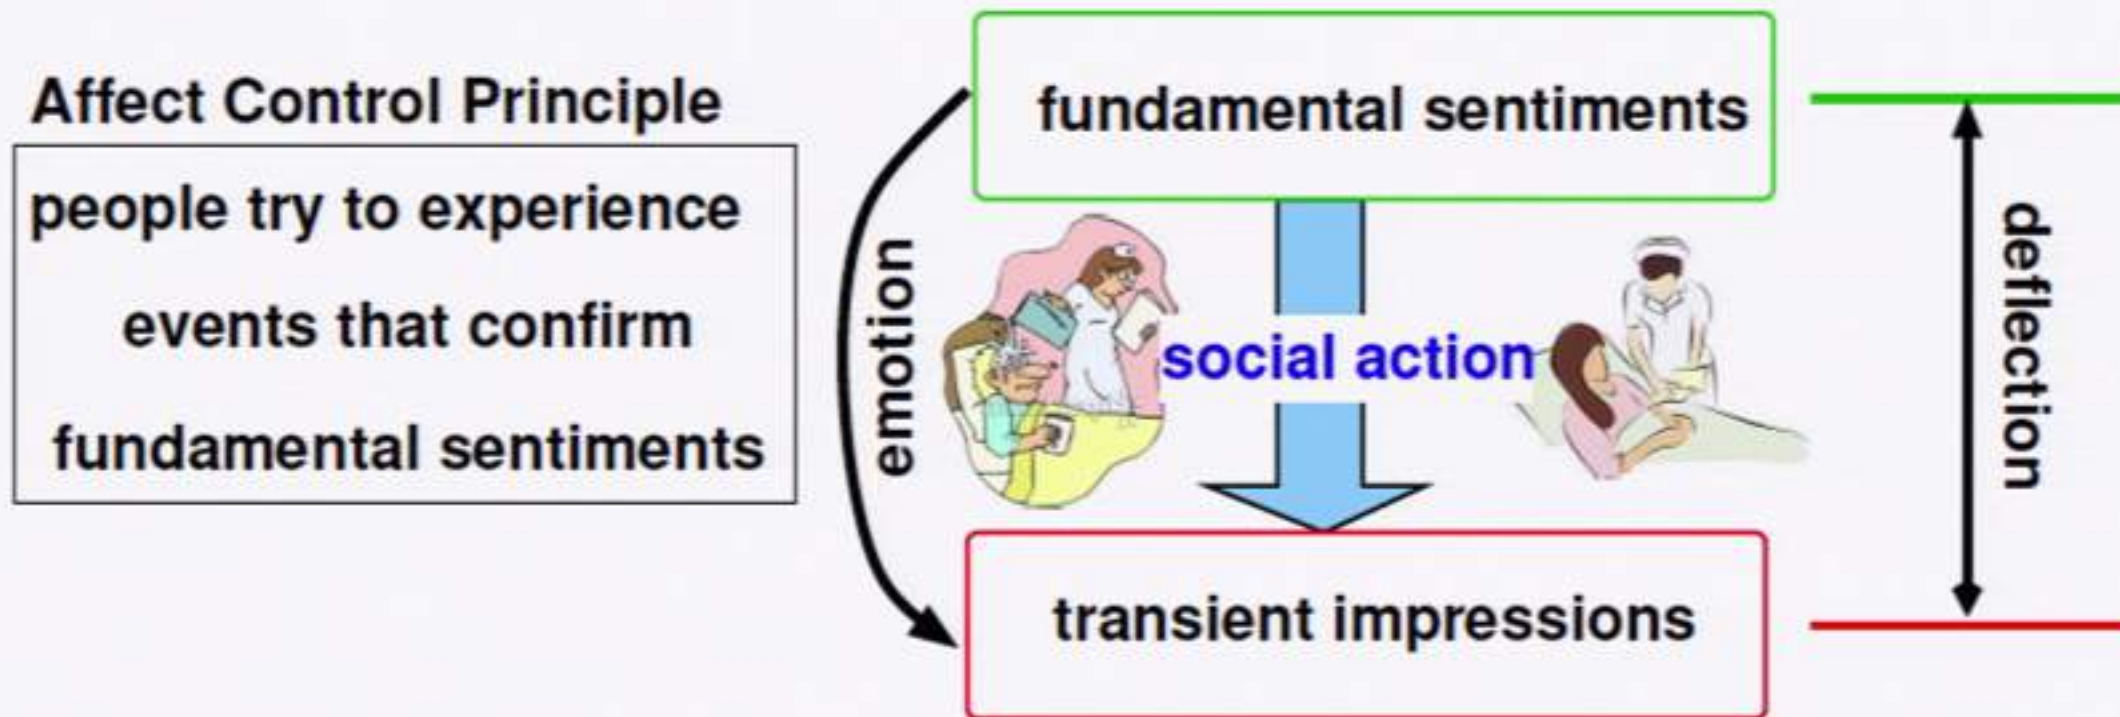 Affect Control Principle
people try to experience
events that confirm
fundamental sentiments
fundamental sentiments
emotion
social action
deflection
transient impressions